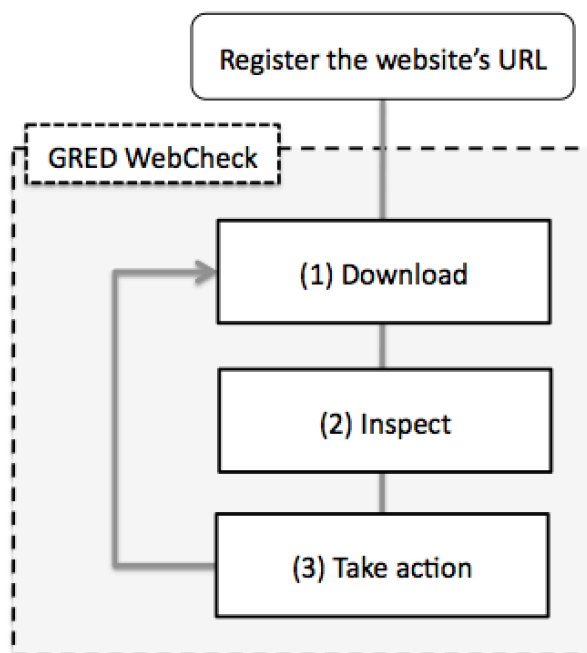 Register the website’s URL
GRED WebCheck
(1) Download
(2) Inspect
(3) Take action